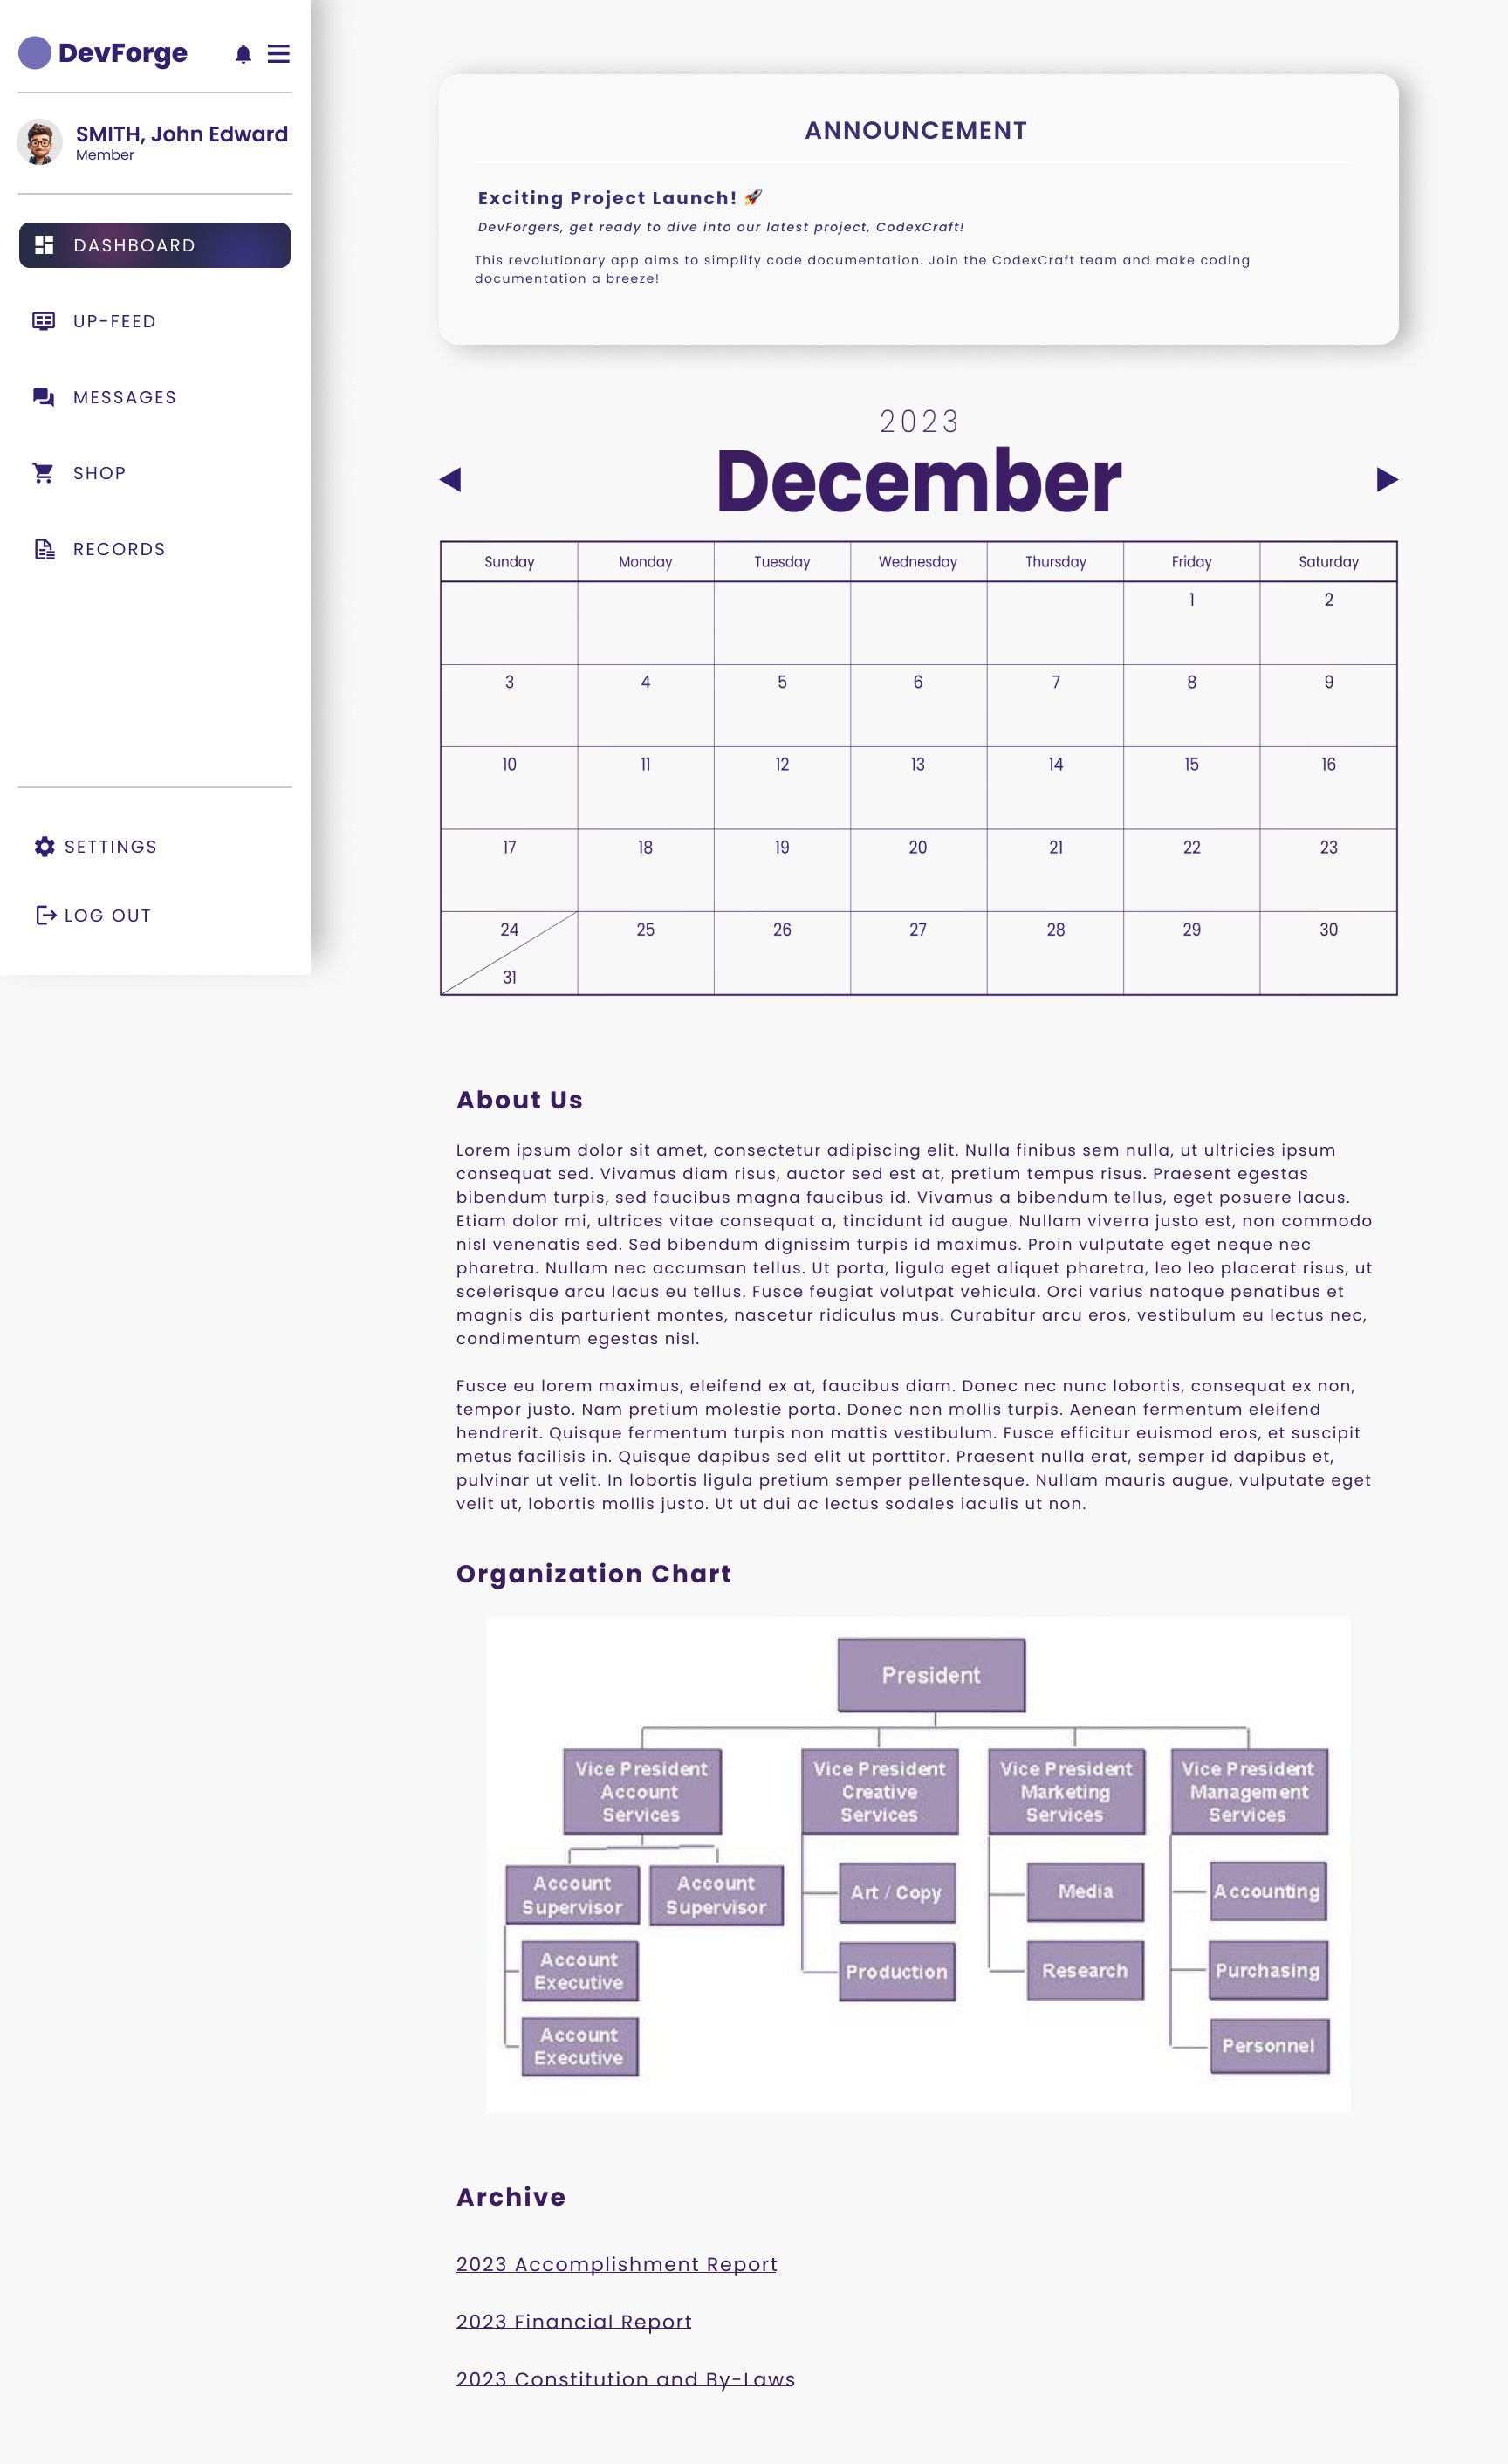 DevForge
SMITH, John Edward
Member
DASHBOARD
UP-FEED
MESSAGES
SHOP
RECORDS
SETTINGS
LOG OUT
ANNOUNCEMENT
Exciting Project Launch! 🚀
DevForgers, get ready to dive into our latest project, CodexCraft!
This revolutionary app aims to simplify code documentation. Join the CodexCraft team and make coding
documentation a breeze!
2023
December
Sunday Monday Tuesday Wednesday Thursday Friday Saturday
1 2
3 4 5 6 7 8 9
10 11 12 13 14 15 16
17 18 19 20 21 22 23
24 25 26 27 28 29 30
31
About Us
Lorem ipsum dolor sit amet, consectetur adipiscing elit. Nulla finibus sem nulla, ut ultricies ipsum
consequat sed. Vivamus diam risus, auctor sed est at, pretium tempus risus. Praesent egestas
bibendum turpis, sed faucibus magna faucibus id. Vivamus a bibendum tellus, eget posuere lacus.
Etiam dolor mi, ultrices vitae consequat a, tincidunt id augue. Nullam viverra justo est, non commodo
nisl venenatis sed. Sed bibendum dignissim turpis id maximus. Proin vulputate eget neque nec
pharetra. Nullam nec accumsan tellus. Ut porta, ligula eget aliquet pharetra, leo leo placerat risus, ut
scelerisque arcu lacus eu tellus. Fusce feugiat volutpat vehicula. Orci varius natoque penatibus et
magnis dis parturient montes, nascetur ridiculus mus. Curabitur arcu eros, vestibulum eu lectus nec,
condimentum egestas nisl.
Fusce eu lorem maximus, eleifend ex at, faucibus diam. Donec nec nunc lobortis, consequat ex non,
tempor justo. Nam pretium molestie porta. Donec non mollis turpis. Aenean fermentum eleifend
hendrerit. Quisque fermentum turpis non mattis vestibulum. Fusce efficitur euismod eros, et suscipit
metus facilisis in. Quisque dapibus sed elit ut porttitor. Praesent nulla erat, semper id dapibus et,
pulvinar ut velit. In lobortis ligula pretium semper pellentesque. Nullam mauris augue, vulputate eget
velit ut, lobortis mollis justo. Ut ut dui ac lectus sodales iaculis ut non.
Organization Chart
President
Vice President
Account
Services
Vice President
Creative
Services
Vice President
Marketing
Services
Vice President
Management
Services
Account
Supervisor
Account
Supervisor
Art / Copy
Media
Accounting
Account
Executive
Production
Research
Purchasing
Account
Executive
Personnel
Archive
2023 Accomplishment Report
2023 Financial Report
2023 Constitution and By-Laws